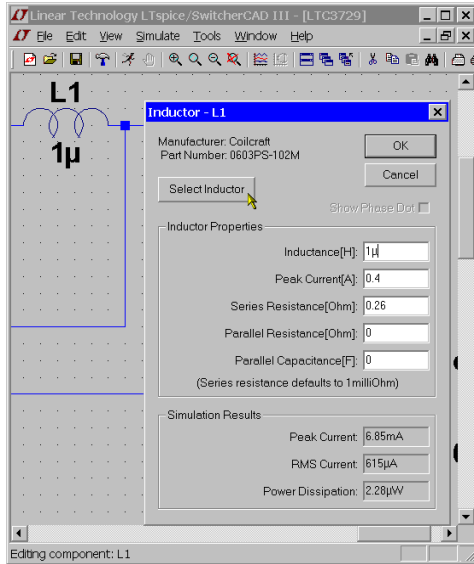 Linear Technology LTspice/SwitcherCAD III - [LTC3729]
File Edit View Simulate Tools Window Help
L1
1µ
Inductor - L1
Manufacturer: Coilcraft
Part Number: 0603PS-102M
OK
Cancel
Select Inductor
Show Phase Dot
Inductor Properties
Inductance[H]: 1µ
Peak Current[A]: 0.4
Series Resistance[Ohm]: 0.26
Parallel Resistance[Ohm]: 0
Parallel Capacitance[F]: 0
(Series resistance defaults to 1milliOhm)
Simulation Results
Peak Current: 6.85mA
RMS Current: 615µA
Power Dissipation: 2.28µW
Editing component: L1